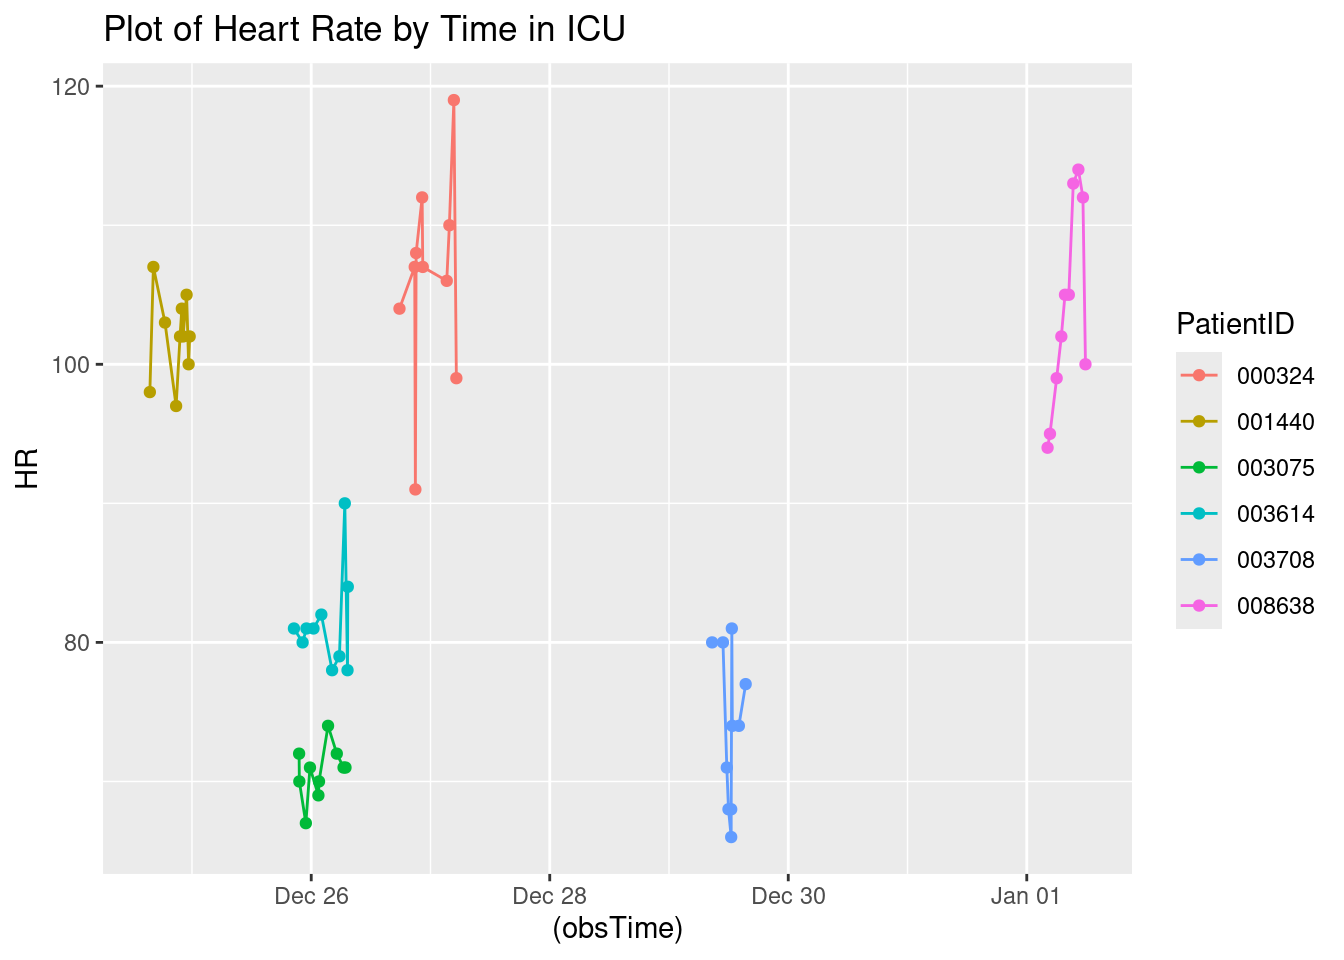 Plot of Heart Rate by Time in ICU
120
100
80
HR
Dec 26
Dec 28
Dec 30
Jan 01
(obsTime)
PatientID
000324
001440
003075
003614
003708
008638